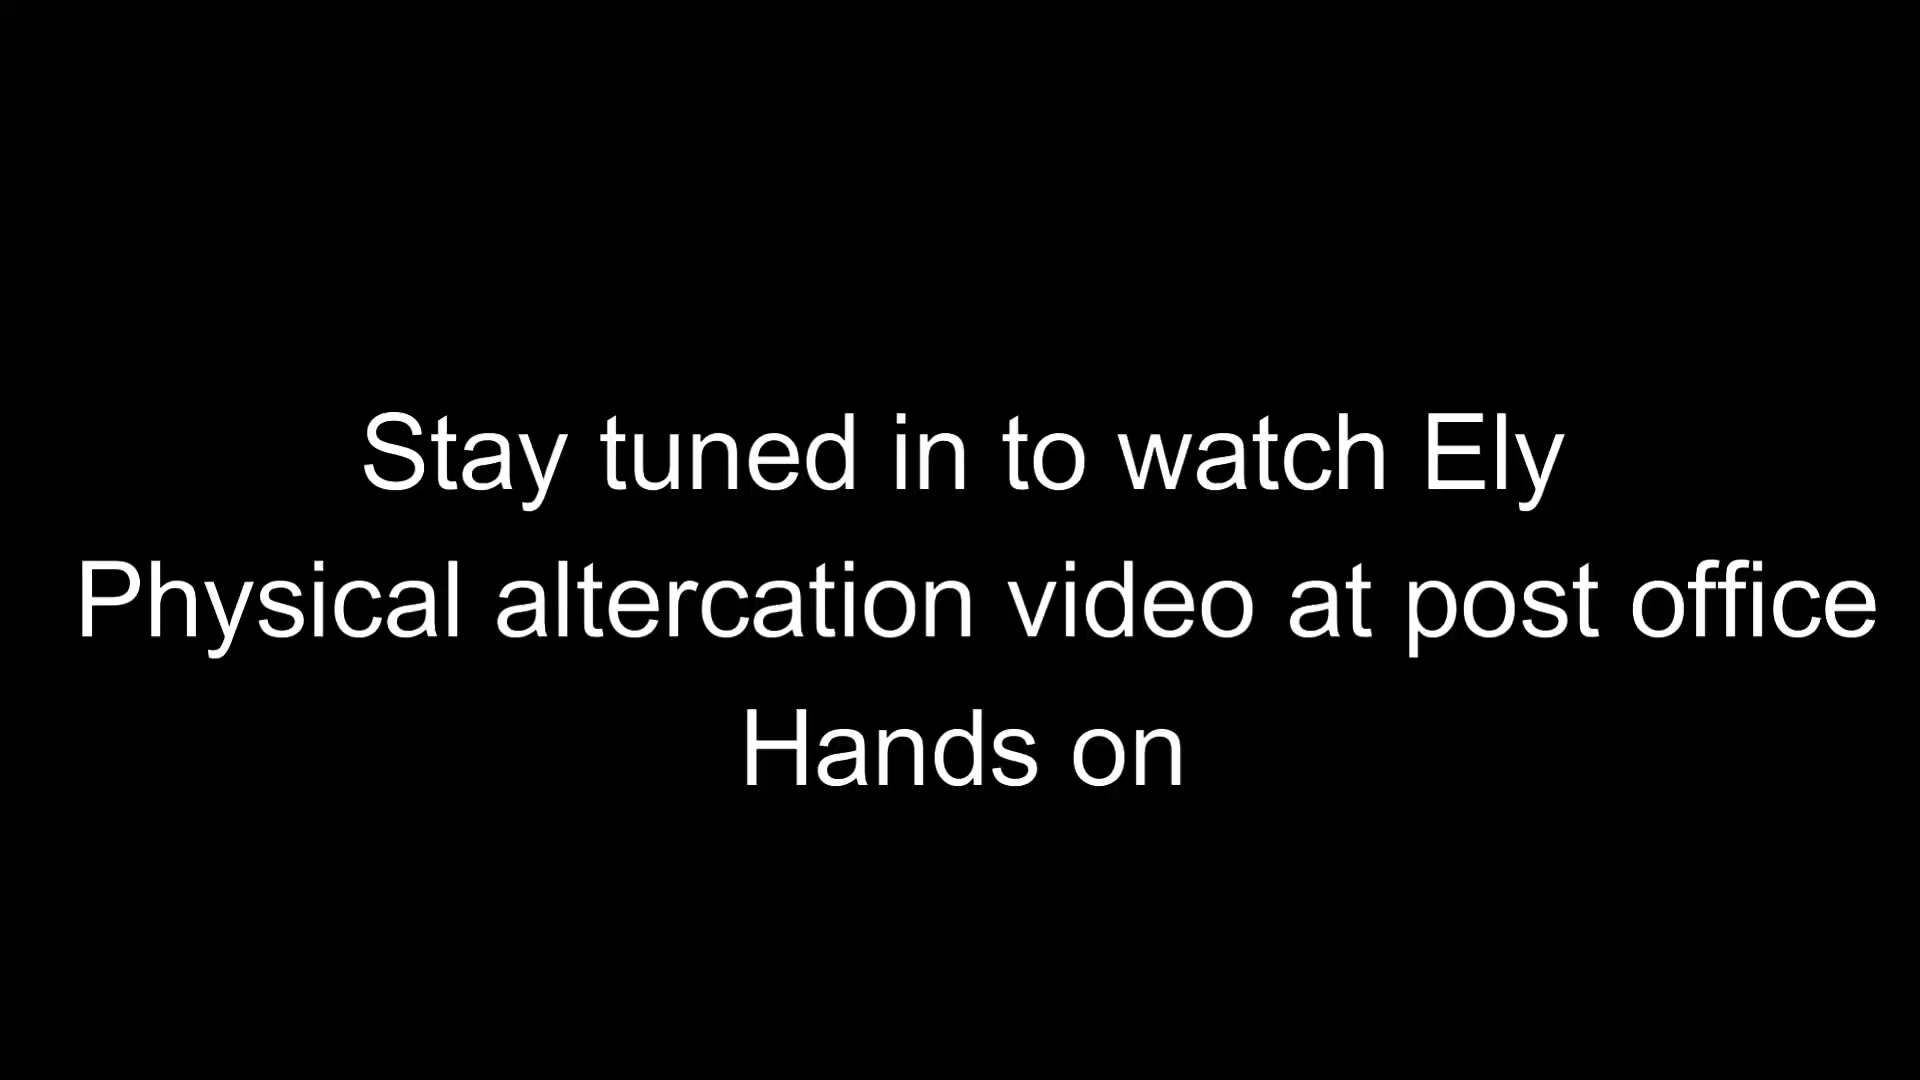 Stay tuned in to watch Ely
Physical altercation video at post office
Hands on